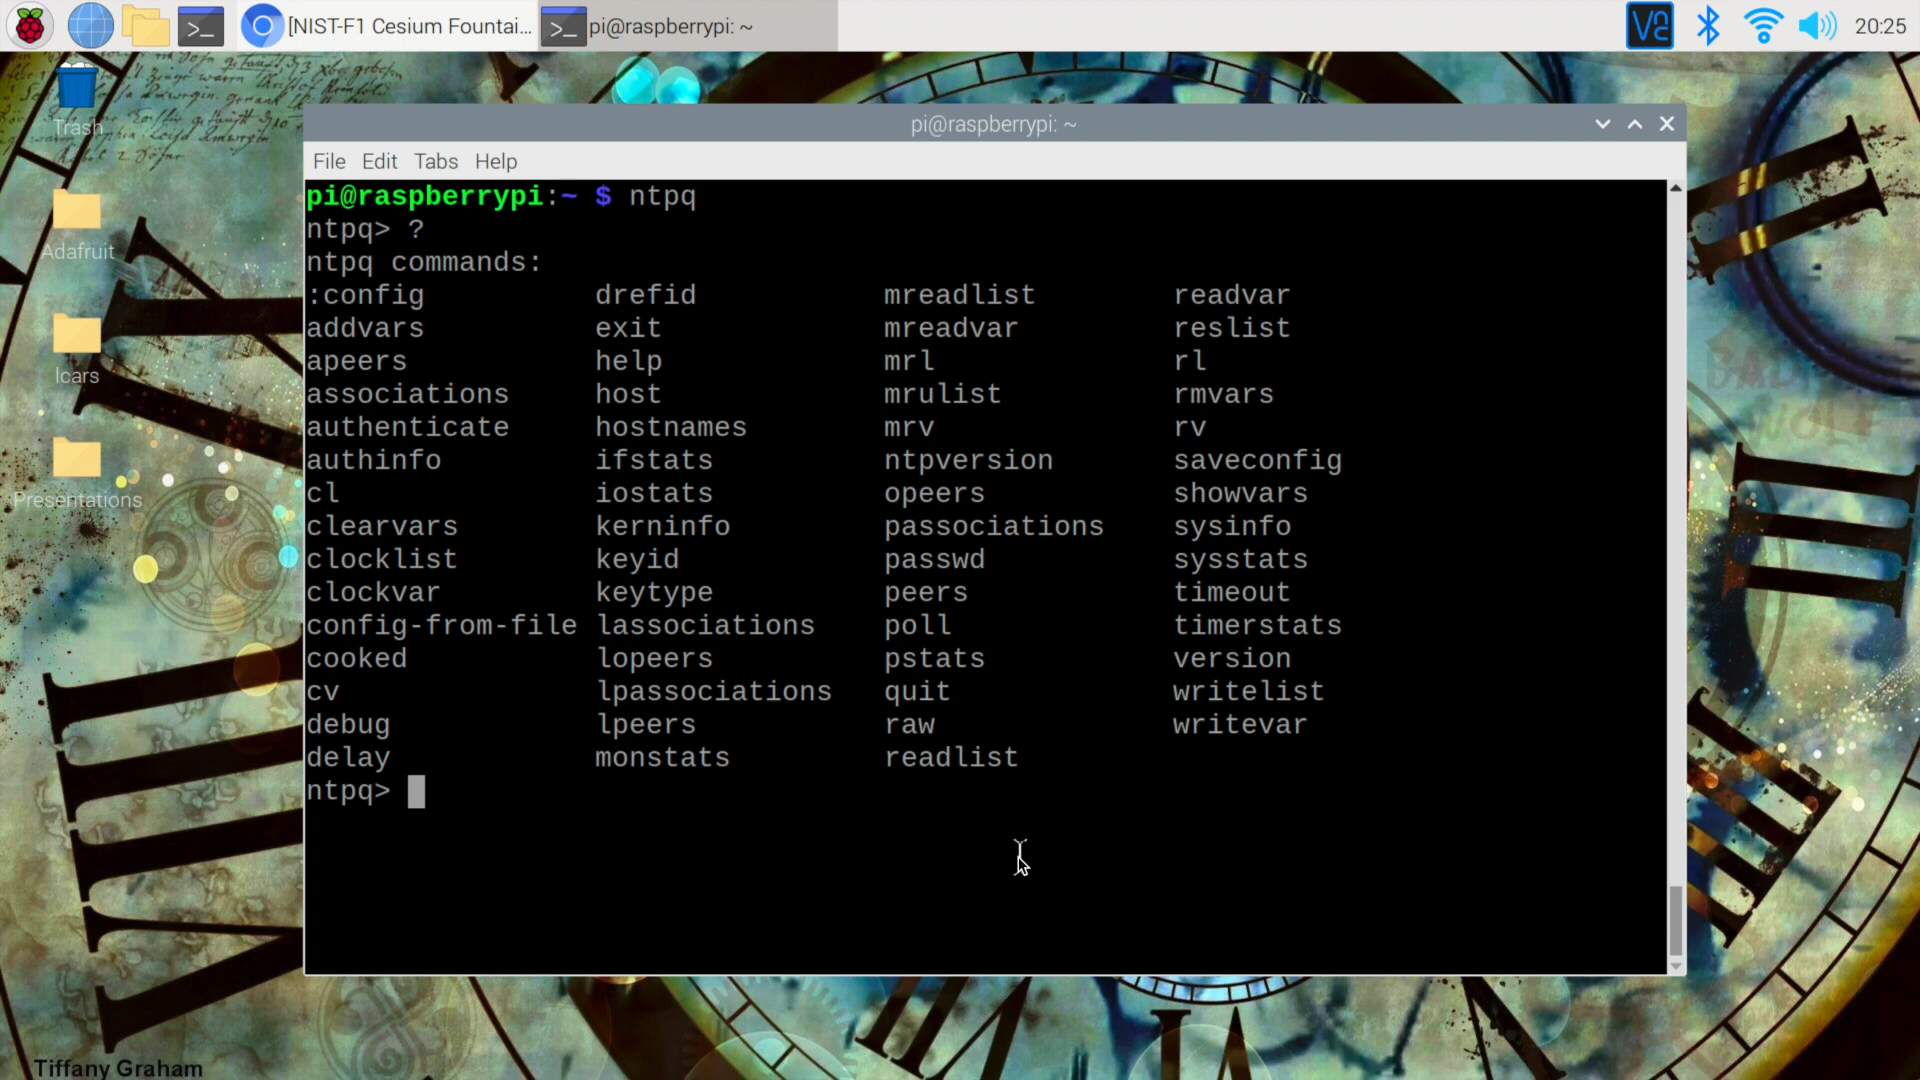 [NIST-F1 Cesium Fountai... pi@raspberrypi: ~ 20:25
Trash
Adafruit
lcars
Presentations
pi@raspberrypi: ~
File Edit Tabs Help
pi@raspberrypi:~ $ ntpq
ntpq> ?
ntpq commands:
:config drefid mreadlist readvar
addvars exit mreadvar reslist
apeers help mrl rl
associations host mrulist rmvars
authenticate hostnames mrv rv
authinfo ifstats ntpversion saveconfig
cl iostats opeers showvars
clearvars kerninfo passociations sysinfo
clocklist keyid passwd sysstats
clockvar keytype peers timeout
config-from-file lassociations poll timerstats
cooked lopeers pstats version
cv lpassociations quit writelist
debug lpeers raw writevar
delay monstats readlist
ntpq>
BAD
WOLF
Tiffany Graham